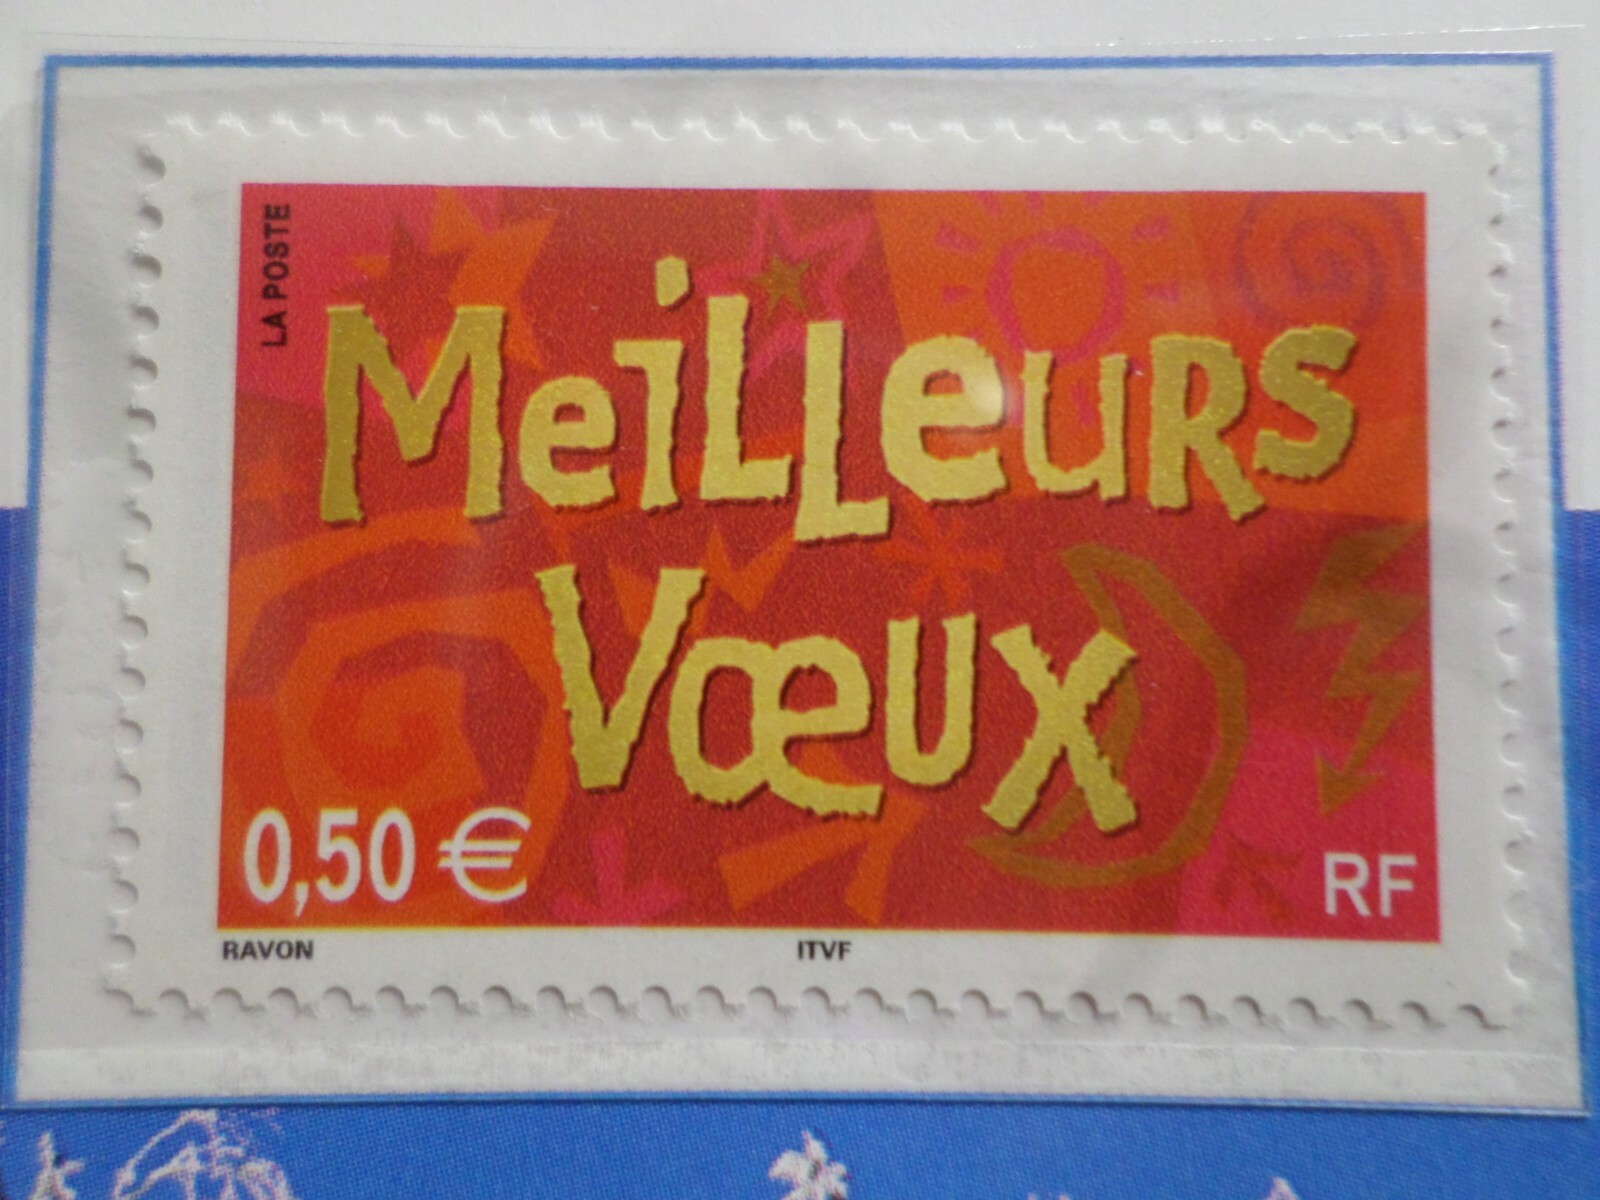 LA POSTE
MeiLLeURS
VœUX
0,50 €
RF
RAVON
ITVF